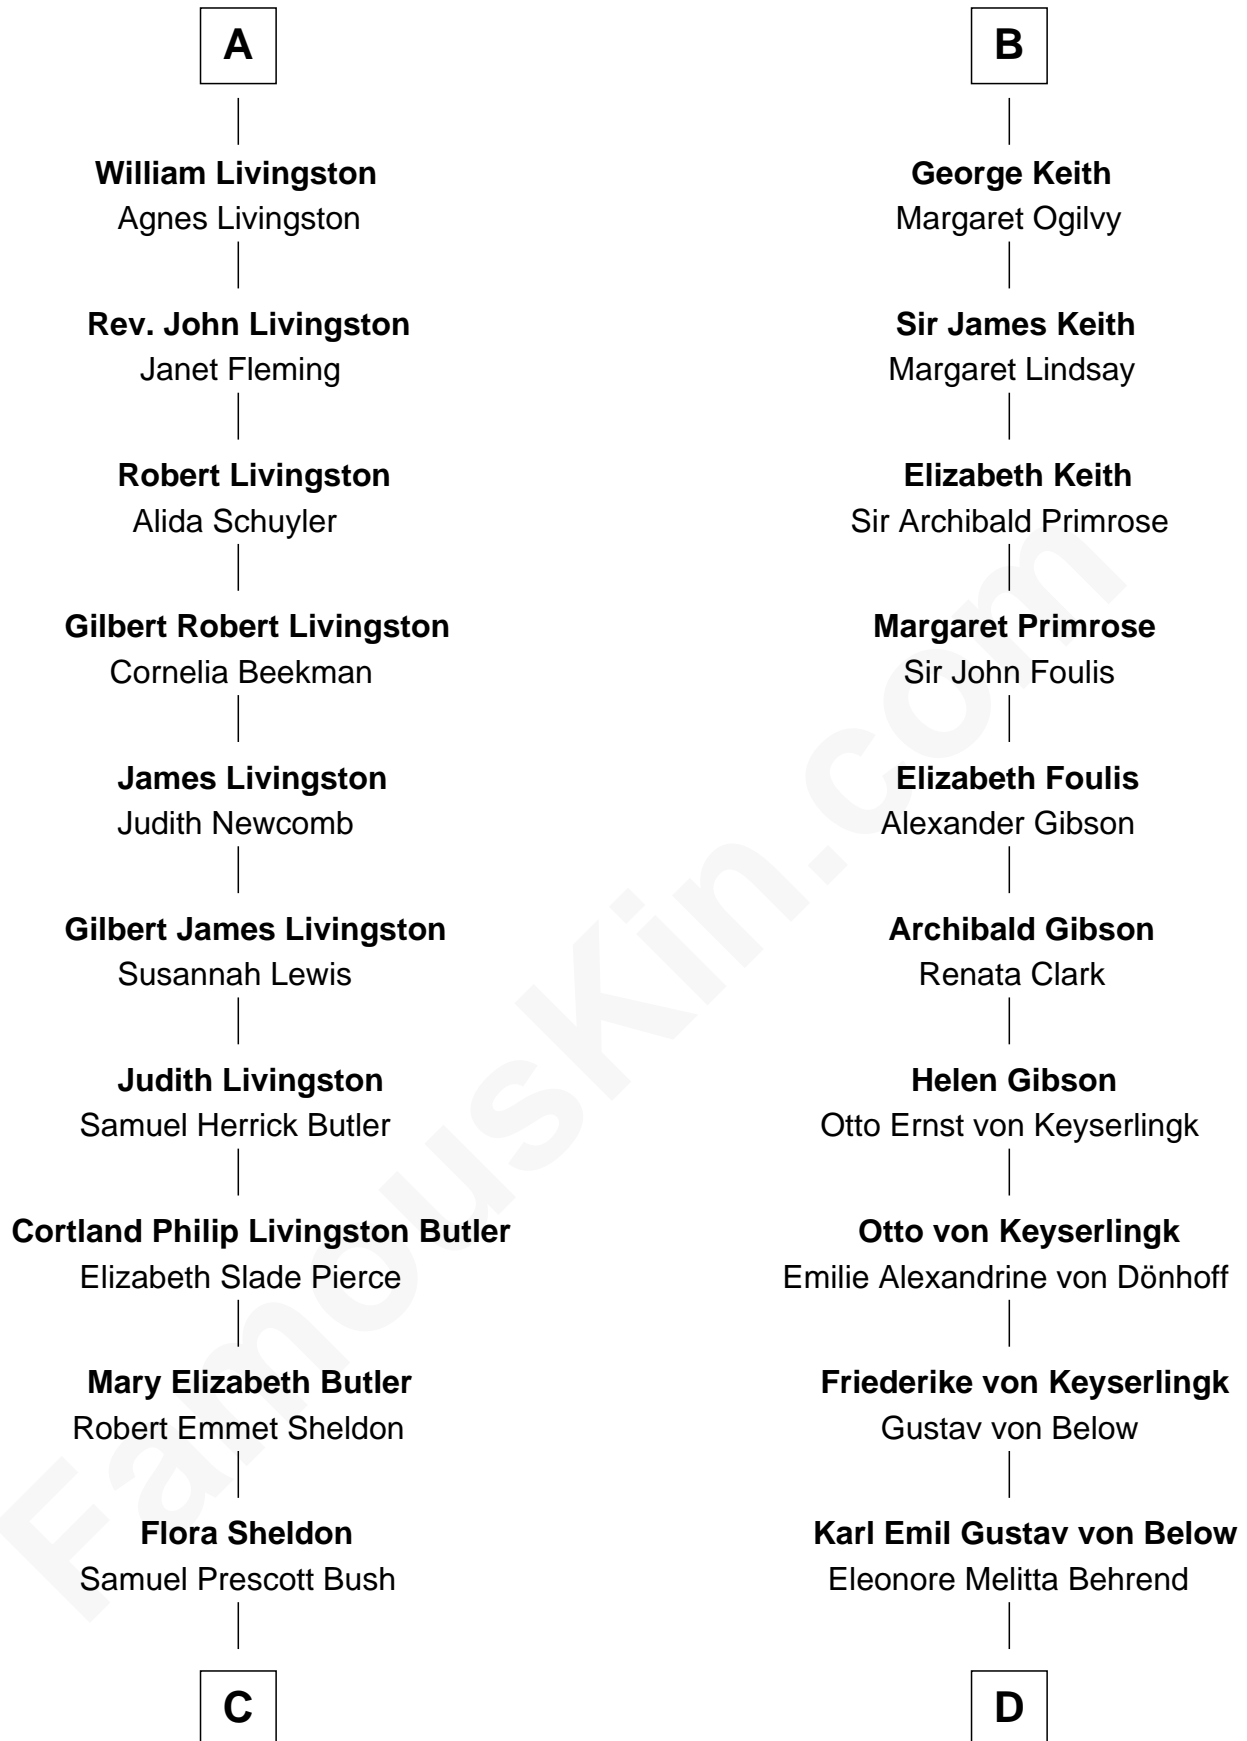 A
William Livingston
Agnes Livingston
Rev. John Livingston
Janet Fleming
Robert Livingston
Alida Schuyler
Gilbert Robert Livingston
Cornelia Beekman
James Livingston
Judith Newcomb
Gilbert James Livingston
Susannah Lewis
Judith Livingston
Samuel Herrick Butler
Cortland Philip Livingston Butler
Elizabeth Slade Pierce
Mary Elizabeth Butler
Robert Emmet Sheldon
Flora Sheldon
Samuel Prescott Bush
C
B
George Keith
Margaret Ogilvy
Sir James Keith
Margaret Lindsay
Elizabeth Keith
Sir Archibald Primrose
Margaret Primrose
Sir John Foulis
Elizabeth Foulis
Alexander Gibson
Archibald Gibson
Renata Clark
Helen Gibson
Otto Ernst von Keyserlingk
Otto von Keyserlingk
Emilie Alexandrine von Dönhoff
Friederike von Keyserlingk
Gustav von Below
Karl Emil Gustav von Below
Eleonore Melitta Behrend
D
FamousKin.com